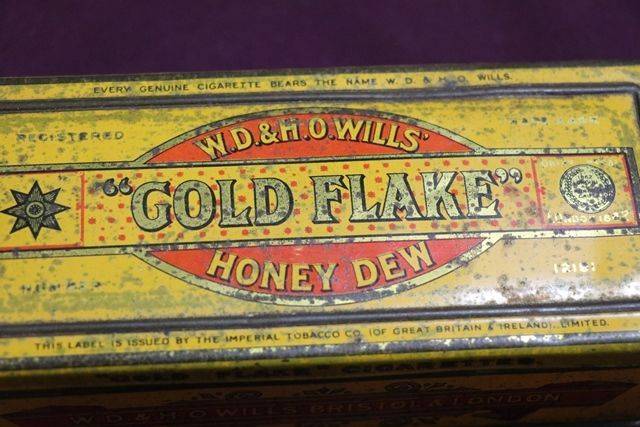 EVERY GENUINE CIGARETTE BEARS THE NAME W. D. & H. O. WILLS.
REGISTERED
W.D.&H.O.WILLS'
"GOLD FLAKE"
HONEY DEW
NUMBER
THIS LABEL IS ISSUED BY THE IMPERIAL TOBACCO CO. (OF GREAT BRITAIN & IRELAND), LIMITED.
W.D.&H.O.WILLS BRISTOL & LONDON